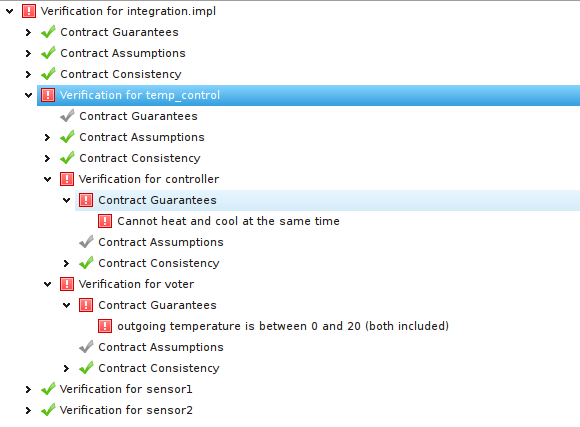 Verification for integration.impl
Contract Guarantees
Contract Assumptions
Contract Consistency
Verification for temp_control
Contract Guarantees
Contract Assumptions
Contract Consistency
Verification for controller
Contract Guarantees
Cannot heat and cool at the same time
Contract Assumptions
Contract Consistency
Verification for voter
Contract Guarantees
outgoing temperature is between 0 and 20 (both included)
Contract Assumptions
Contract Consistency
Verification for sensor1
Verification for sensor2